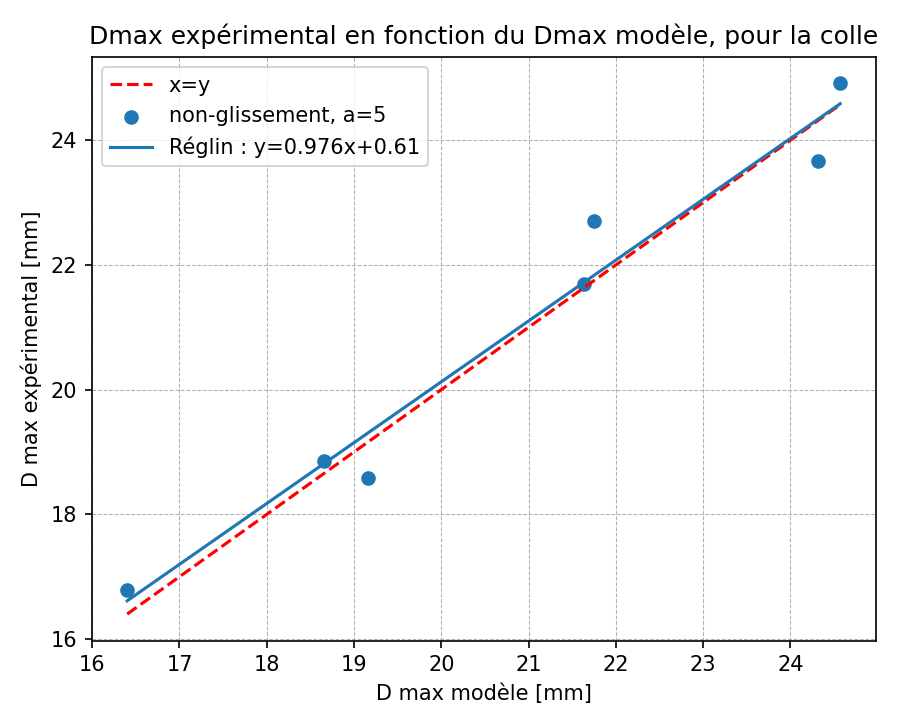 Dmax expérimental en fonction du Dmax modèle, pour la colle
x=y
non-glissement, a=5
Réglin : y=0.976x+0.61
D max expérimental [mm]
24
22
20
18
16
16 17 18 19 20 21 22 23 24
D max modèle [mm]